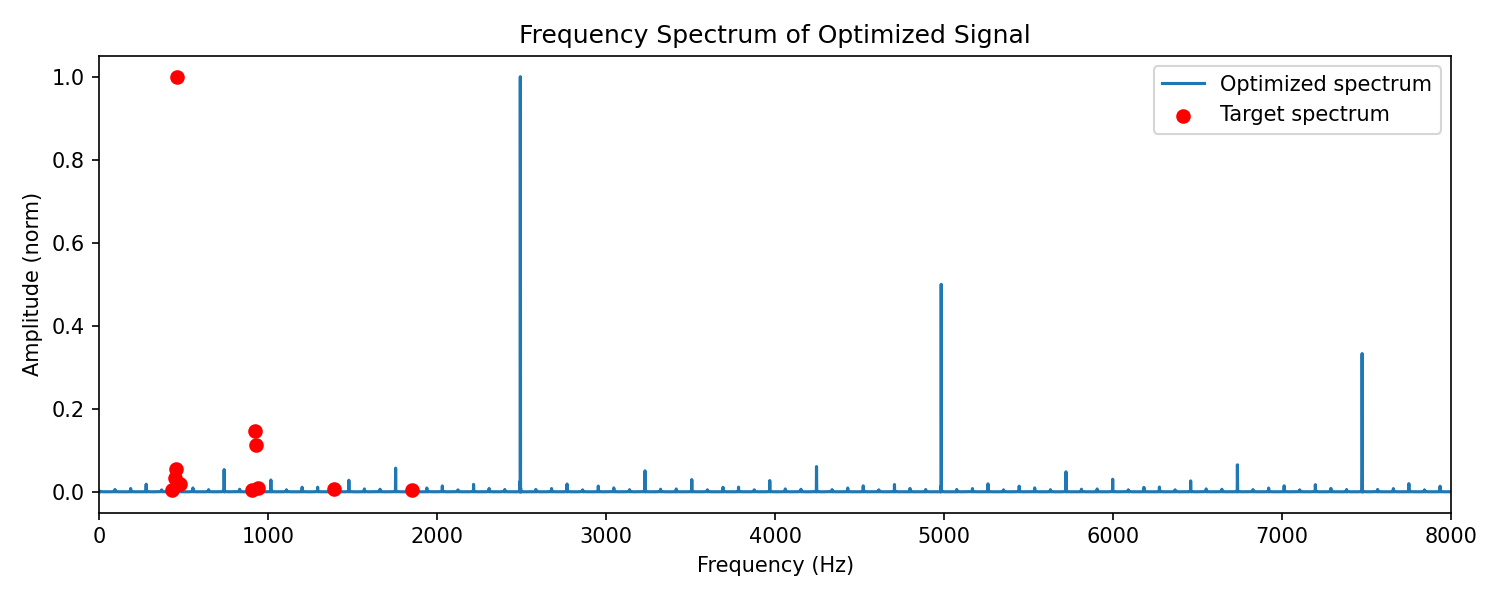 Frequency Spectrum of Optimized Signal
Optimized spectrum
Target spectrum
Amplitude (norm)
1.0
0.8
0.6
0.4
0.2
0.0
0 1000 2000 3000 4000 5000 6000 7000 8000
Frequency (Hz)